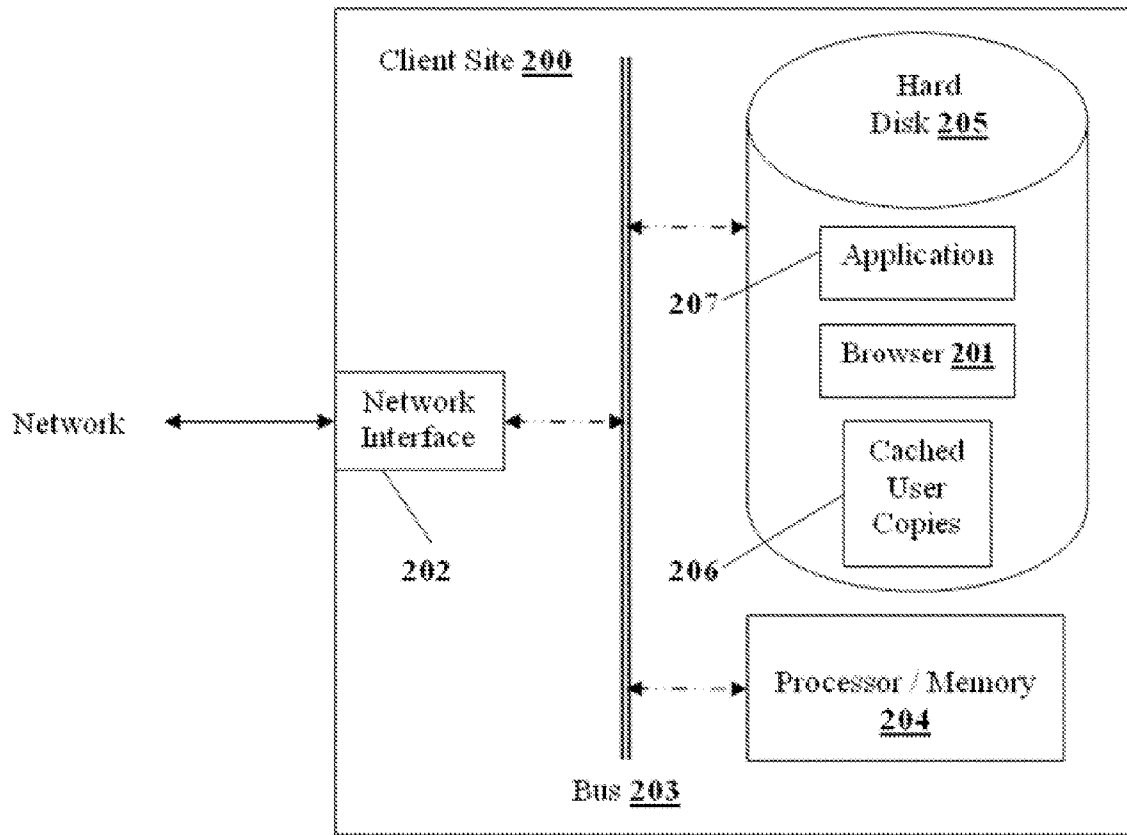 Client Site 200
Hard
Disk 205
Application
207
Browser 201
Network
Network
Interface
Cached
User
Copies
202
206
Processor / Memory
204
Bus 203